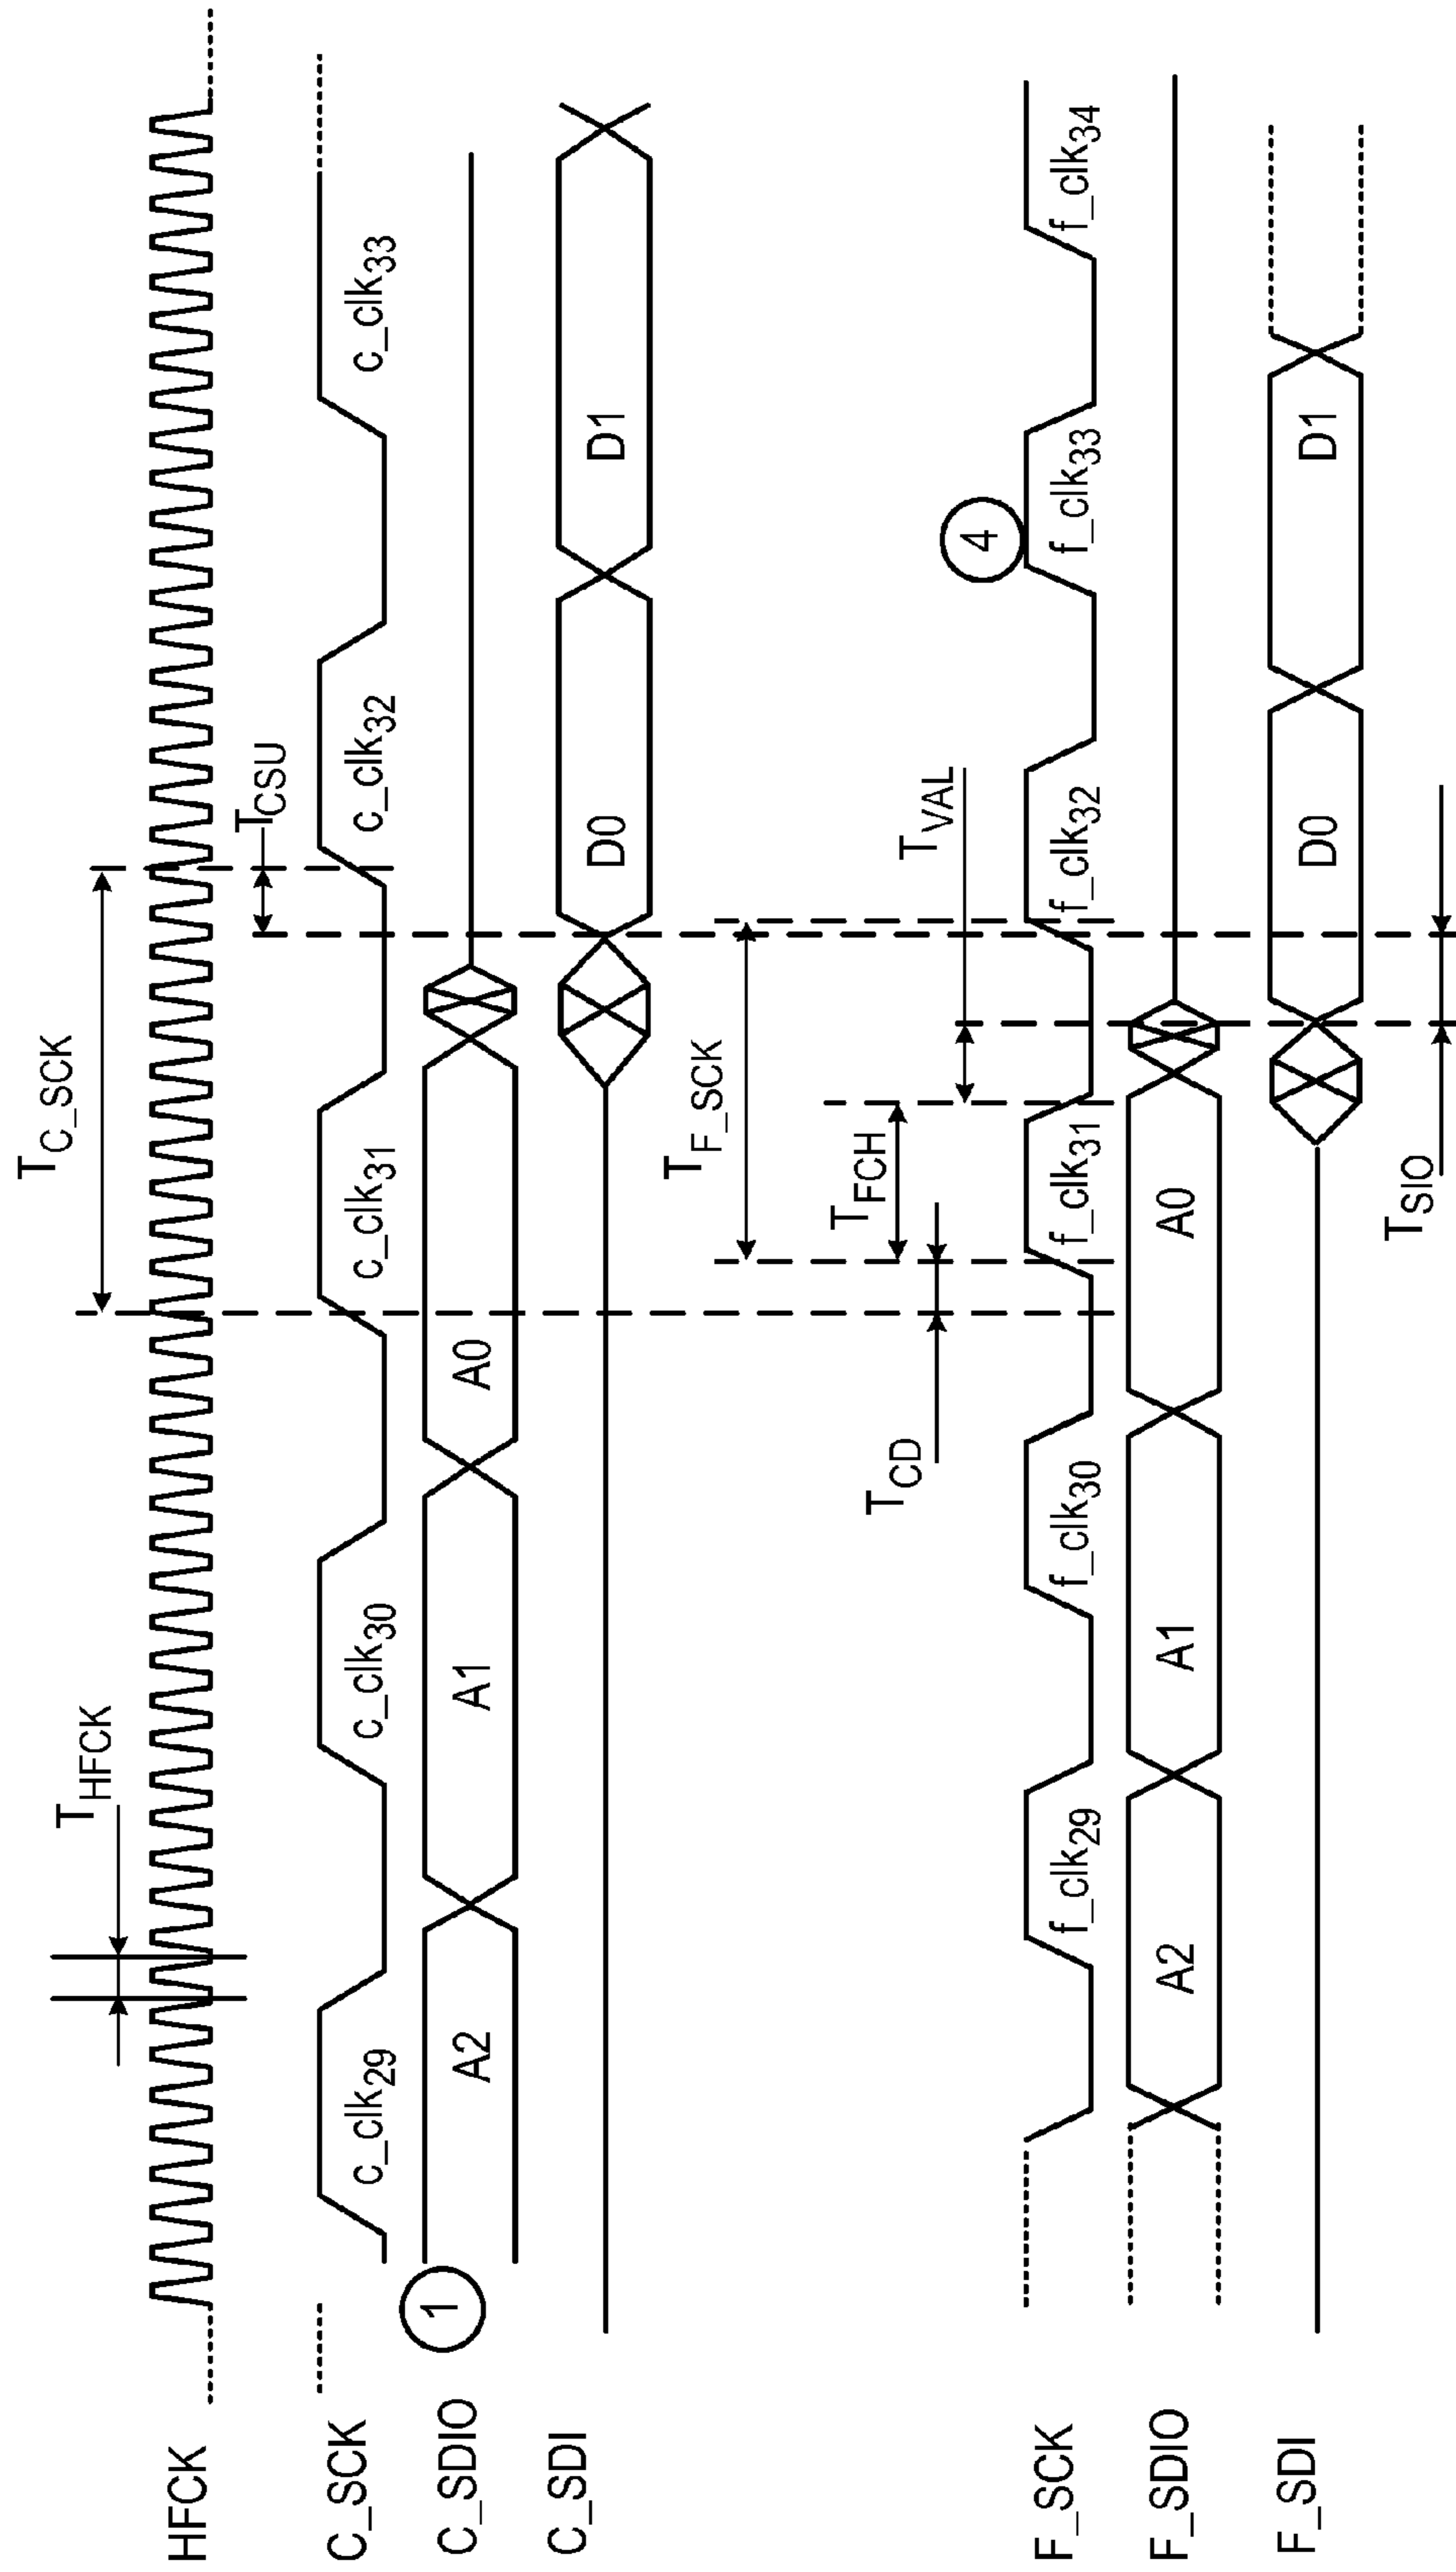 T_HFCK
T_C_SCK
HFCK
T_CSU
C_SCK
c_clk29
c_clk30
c_clk31
c_clk32
c_clk33
1
C_SDIO
A2
A1
A0
C_SDI
D0
D1
T_F_SCK
T_FCH
T_CD
T_VAL
4
F_SCK
f_clk29
f_clk30
f_clk31
f_clk32
f_clk33
f_clk34
F_SDIO
A2
A1
A0
F_SDI
D0
D1
T_SIO